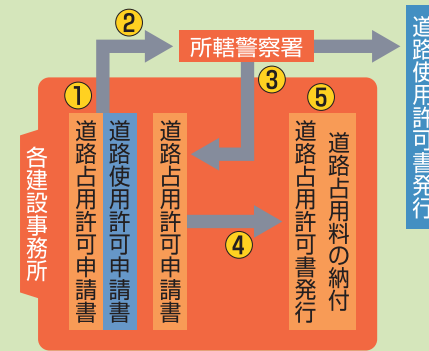 ②
所轄警察署
道路使用許可書発行
③
①
⑤
各建設事務所
道路占用許可申請書
道路使用許可申請書
道路占用許可申請書
④
道路占用料の納付
道路占用許可書発行